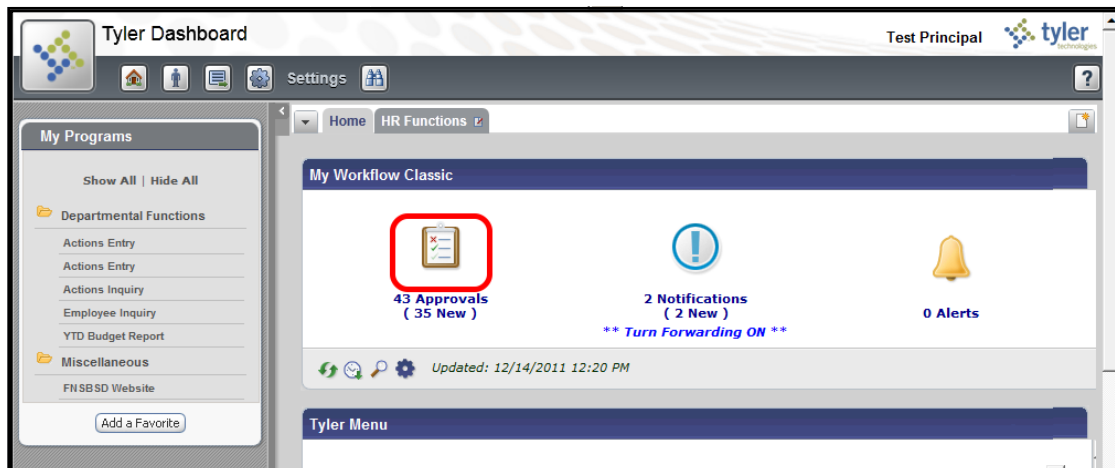 Tyler Dashboard
Test Principal
tyler
technologies
Settings
?
My Programs
Show All | Hide All
Departmental Functions
Actions Entry
Actions Entry
Actions Inquiry
Employee Inquiry
YTD Budget Report
Miscellaneous
FNSBSD Website
Add a Favorite
Home HR Functions
My Workflow Classic
43 Approvals
( 35 New )
2 Notifications
( 2 New )
** Turn Forwarding ON **
0 Alerts
Updated: 12/14/2011 12:20 PM
Tyler Menu